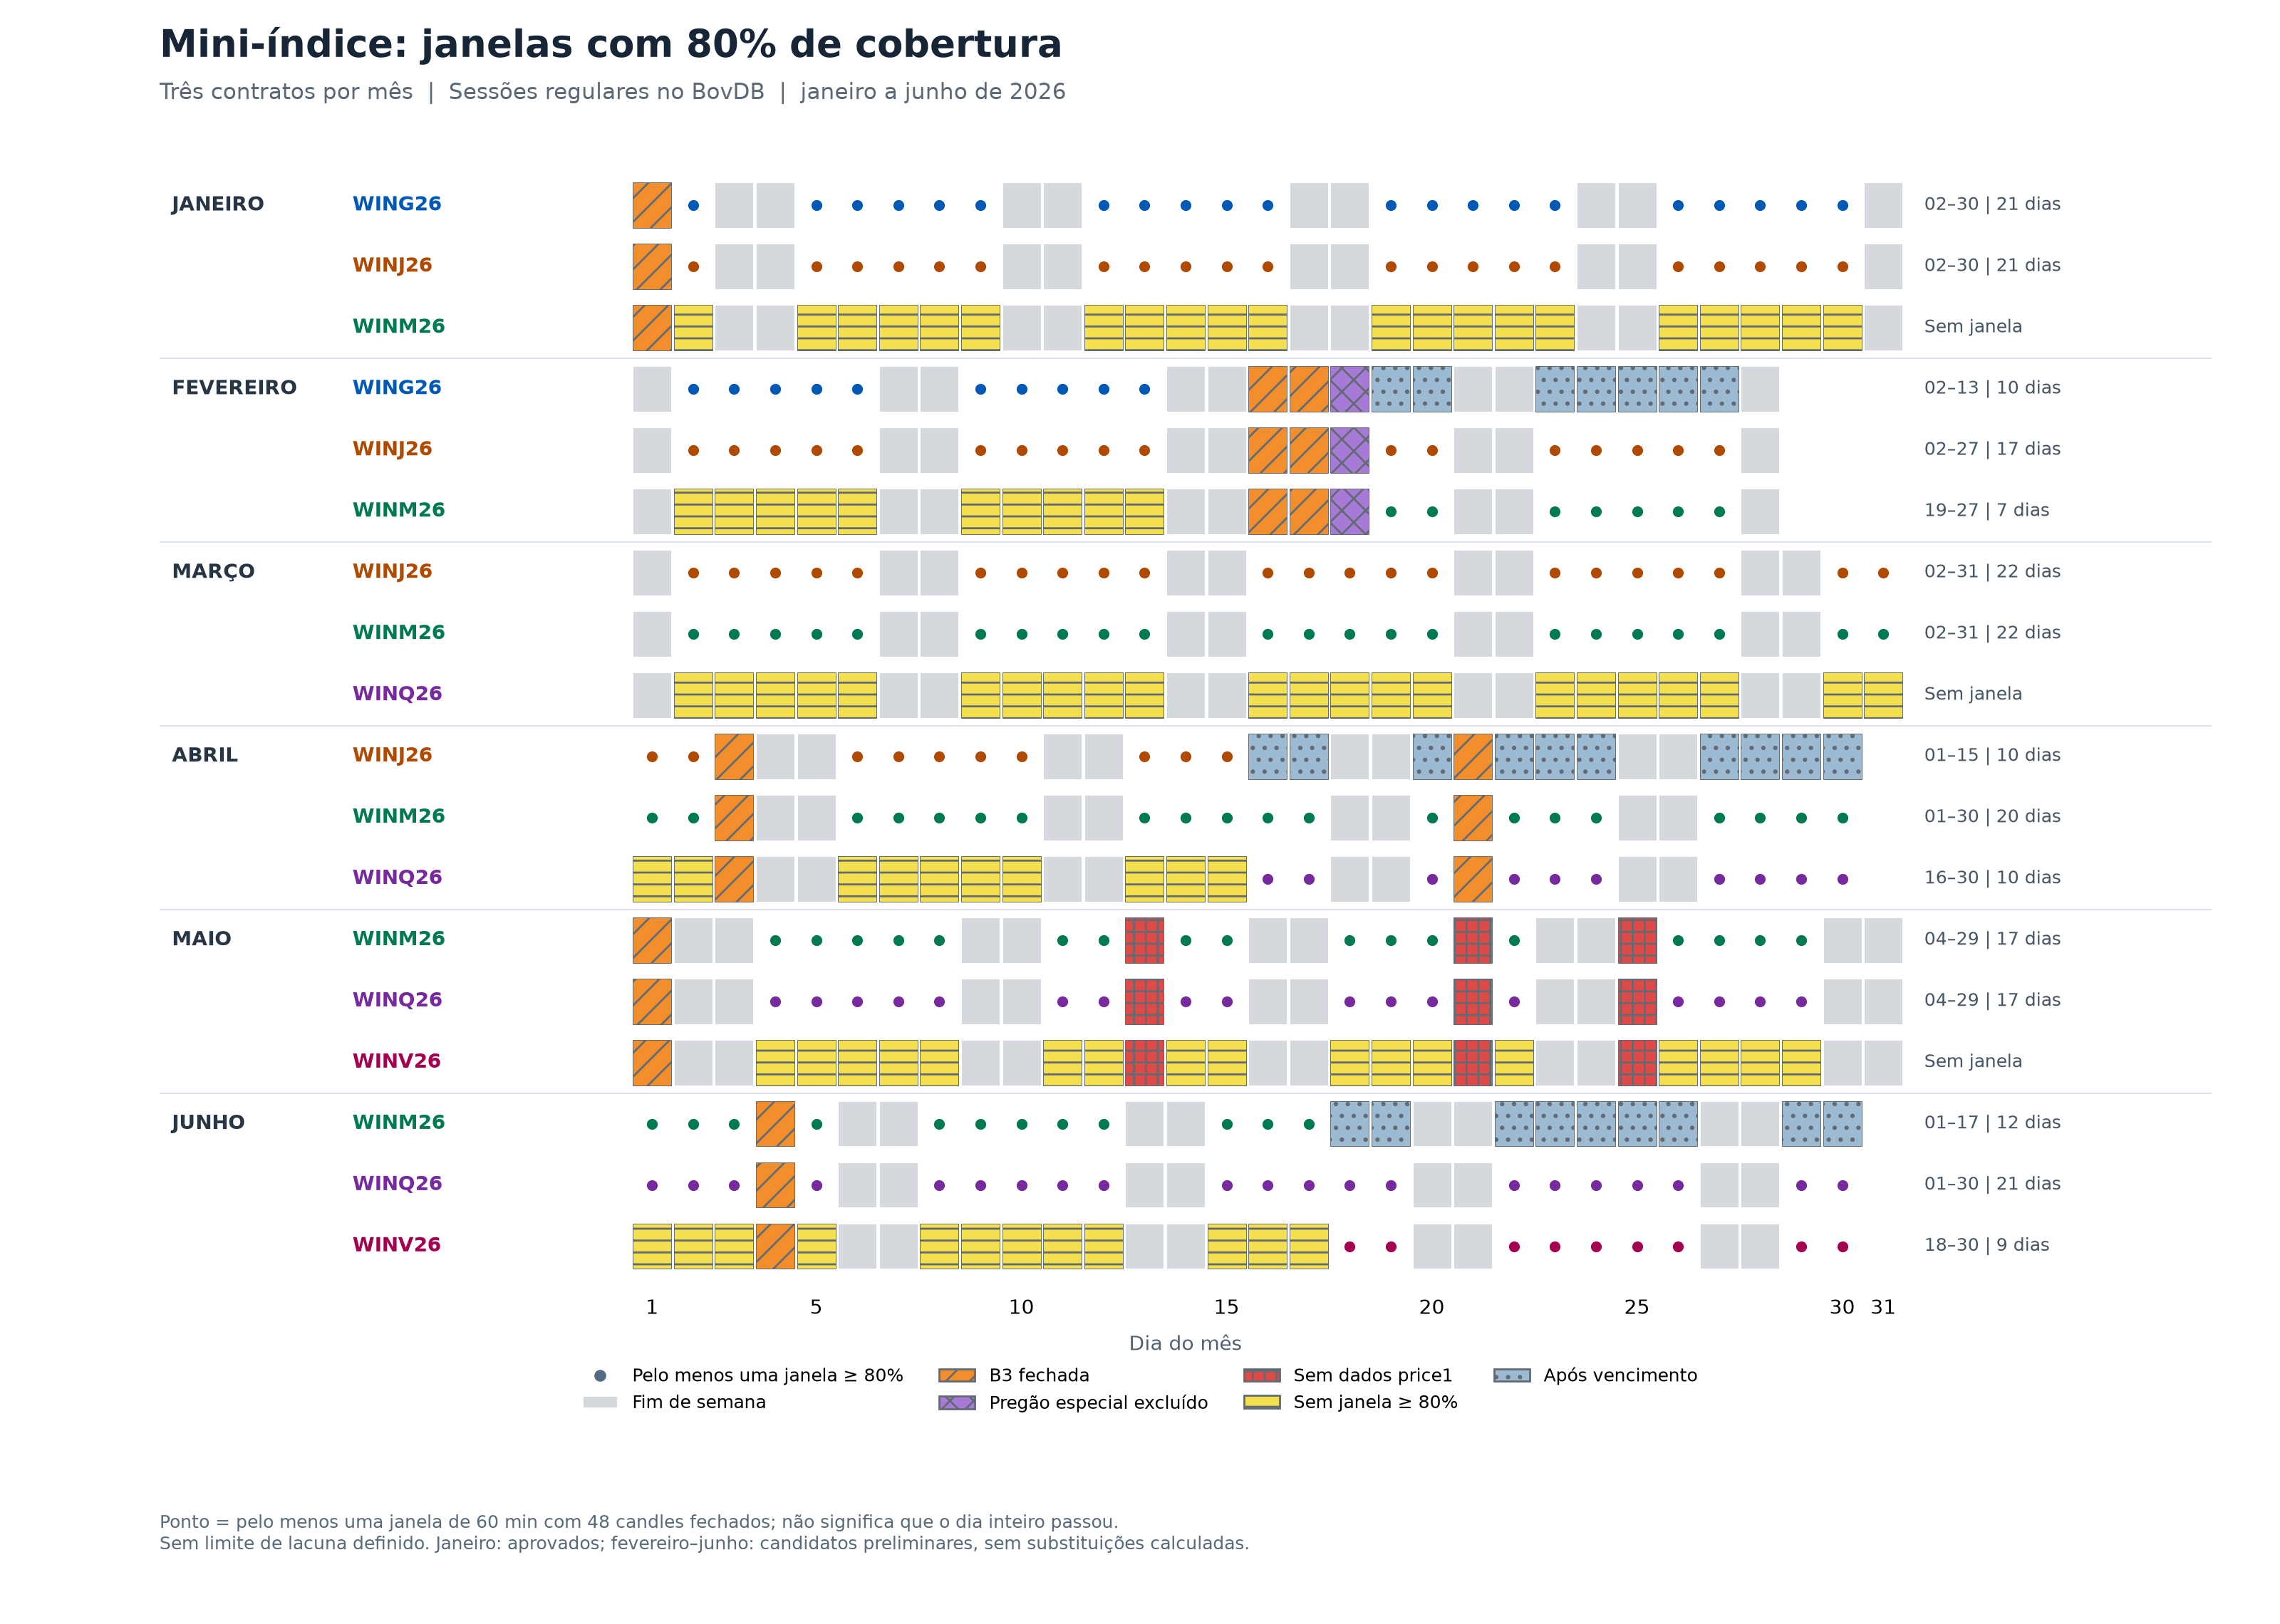 Mini-índice: janelas com 80% de cobertura
Três contratos por mês | Sessões regulares no BovDB | janeiro a junho de 2026
JANEIRO WING26 02–30 | 21 dias
WINJ26 02–30 | 21 dias
WINM26 Sem janela
FEVEREIRO WING26 02–13 | 10 dias
WINJ26 02–27 | 17 dias
WINM26 19–27 | 7 dias
MARÇO WINJ26 02–31 | 22 dias
WINM26 02–31 | 22 dias
WINQ26 Sem janela
ABRIL WINJ26 01–15 | 10 dias
WINM26 01–30 | 20 dias
WINQ26 16–30 | 10 dias
MAIO WINM26 04–29 | 17 dias
WINQ26 04–29 | 17 dias
WINV26 Sem janela
JUNHO WINM26 01–17 | 12 dias
WINQ26 01–30 | 21 dias
WINV26 18–30 | 9 dias
1 5 10 15 20 25 30 31
Dia do mês
Pelo menos uma janela ≥ 80% B3 fechada Sem dados price1 Após vencimento
Fim de semana Pregão especial excluído Sem janela ≥ 80%
Ponto = pelo menos uma janela de 60 min com 48 candles fechados; não significa que o dia inteiro passou.
Sem limite de lacuna definido. Janeiro: aprovados; fevereiro–junho: candidatos preliminares, sem substituições calculadas.